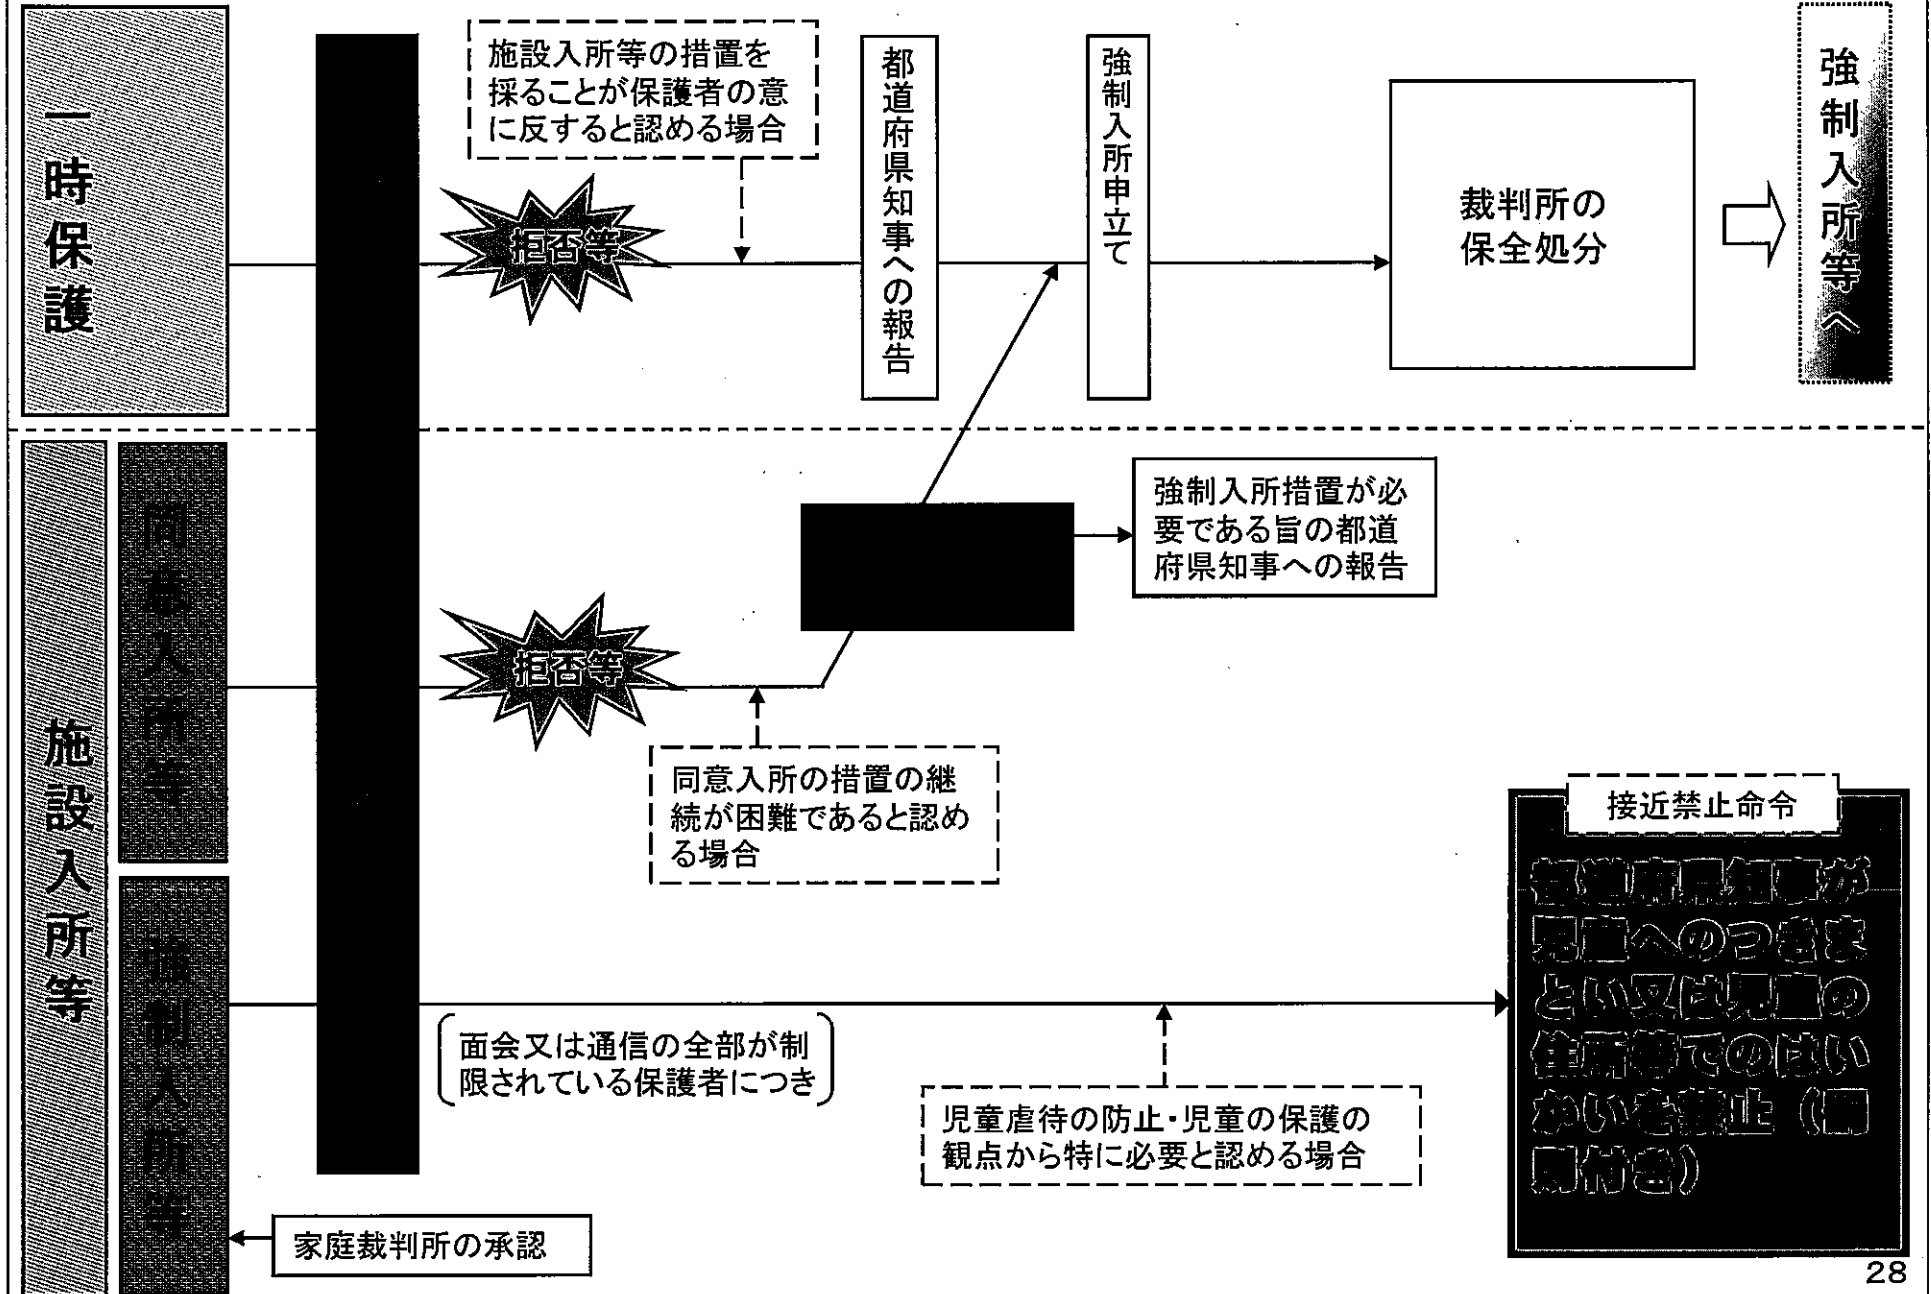 一時保護
施設入所等の措置を
採ることが保護者の意
に反すると認める場合
拒否等
都道府県知事への報告
強制入所申立て
裁判所の
保全処分
強制入所等へ
施設入所等
同意入所等
拒否等
同意入所の措置の継
続が困難であると認め
る場合
強制入所措置が必
要である旨の都道
府県知事への報告
強制入所等
面会又は通信の全部が制
限されている保護者につき
児童虐待の防止・児童の保護の
観点から特に必要と認める場合
家庭裁判所の承認
接近禁止命令
都道府県知事が
児童へのつきま
とい又は児童の
住所等でのはい
かいを禁止（罰
則付き）
28